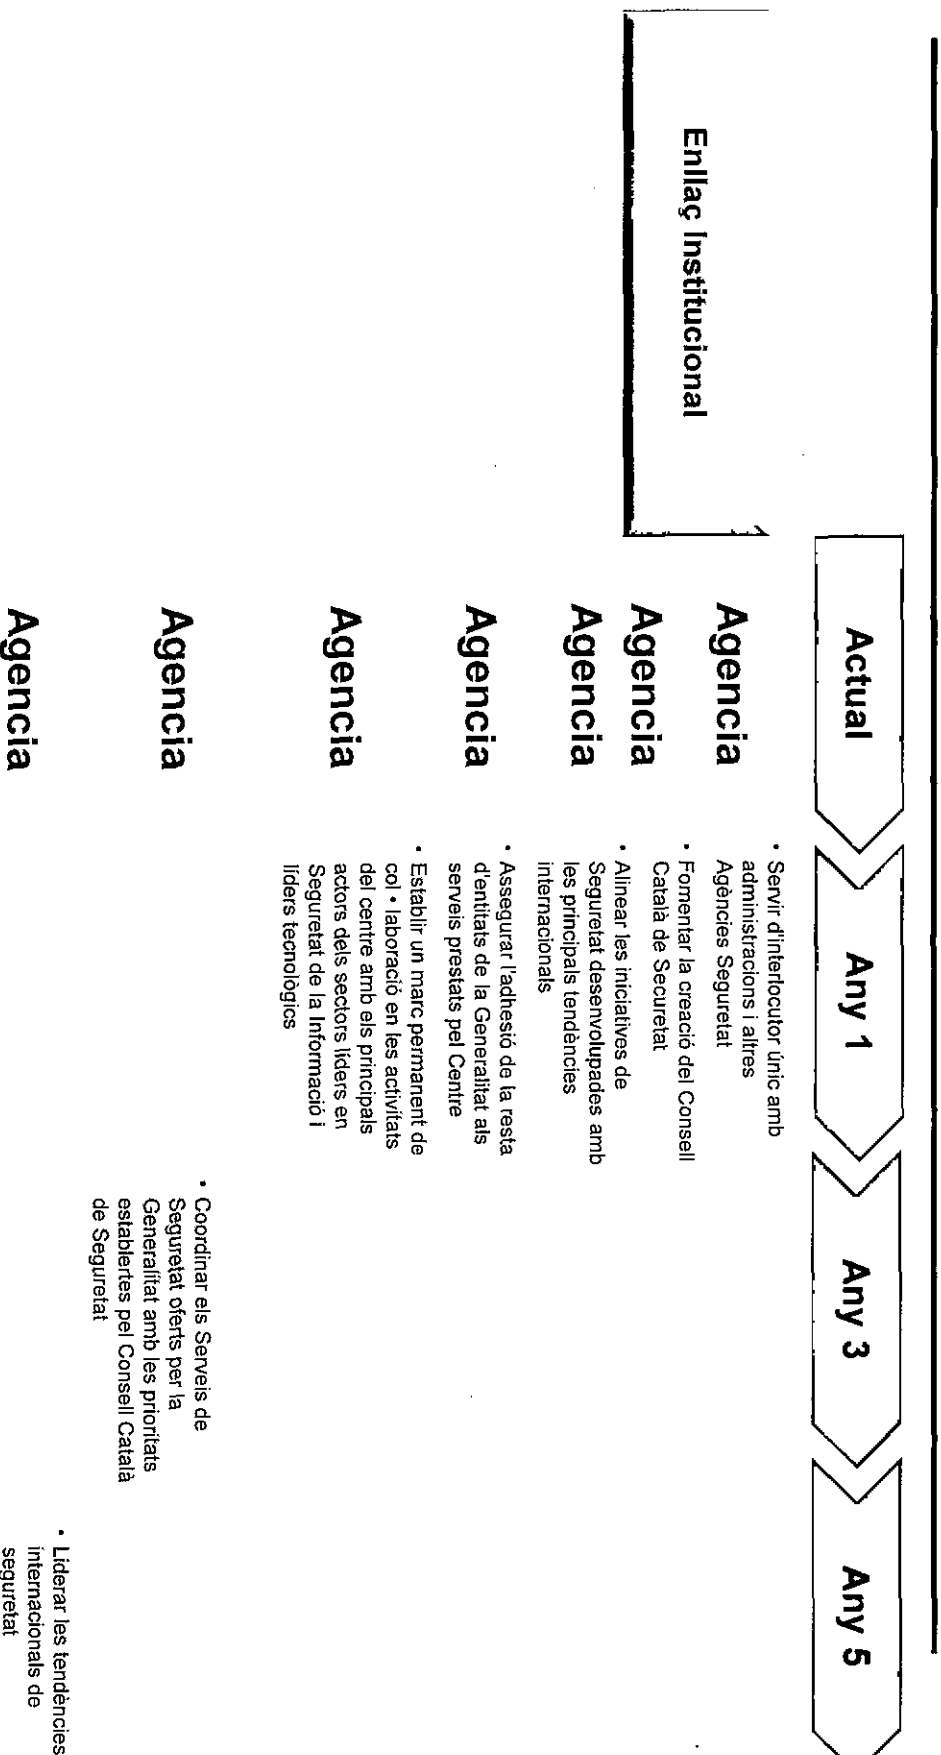 Enllaç Institucional
Actual
Any 1
Any 3
Any 5
Agencia
• Servir d'interlocutor únic amb
administracions i altres
Agències Seguretat
Agencia
• Fomentar la creació del Consell
Català de Securetat
Agencia
• Alinear les iniciatives de
Seguretat desenvolupades amb
les principals tendències
internacionals
Agencia
• Assegurar l'adhesió de la resta
d'entitats de la Generalitat als
serveis prestats pel Centre
Agencia
• Establir un marc permanent de
col • laboració en les activitats
del centre amb els principals
actors dels sectors líders en
Seguretat de la Informació i
líders tecnològics
Agencia
• Coordinar els Serveis de
Seguretat oferts per la
Generalitat amb les prioritats
establertes pel Consell Català
de Seguretat
Agencia
• Liderar les tendències
internacionals de
seguretat